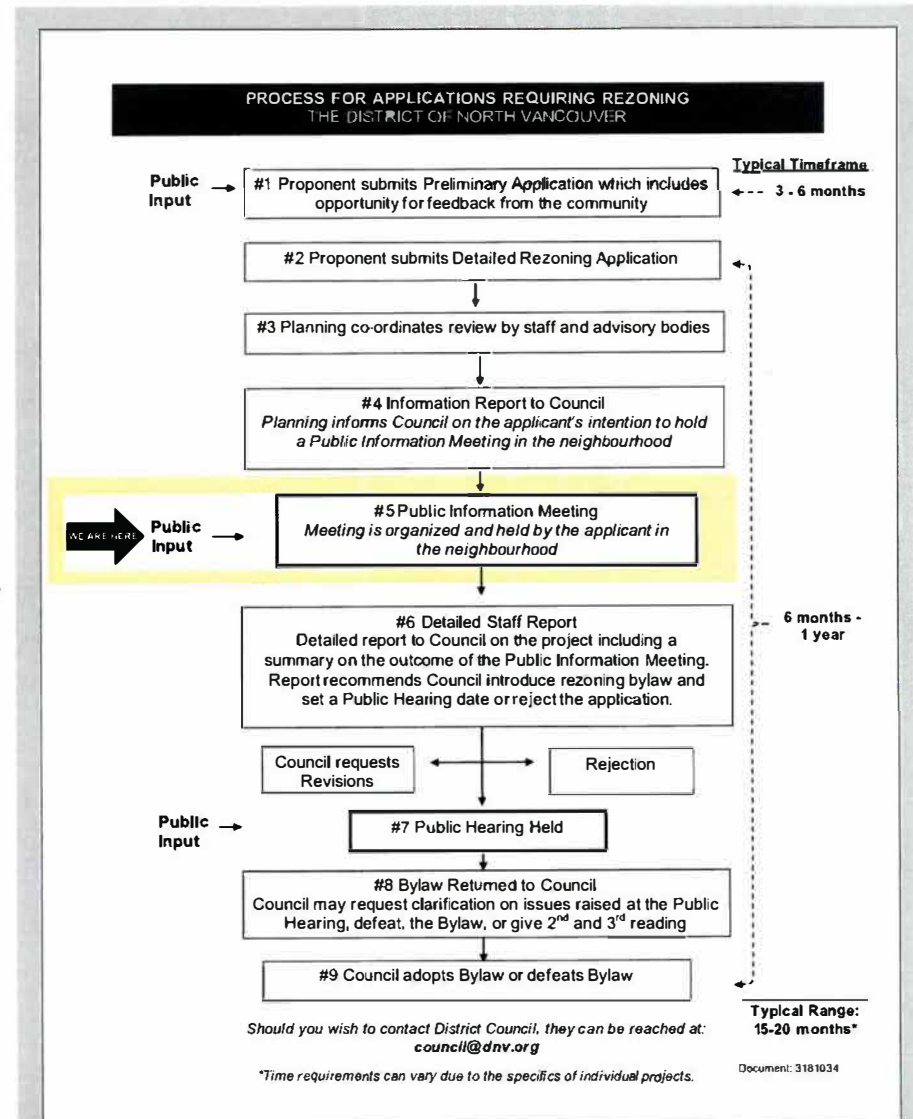 PROCESS FOR APPLICATIONS REQUIRING REZONING
THE DISTRICT OF NORTH VANCOUVER
Typical Timeframe
Public
Input
#1 Proponent submits Preliminary Application which includes
opportunity for feedback from the community
3 - 6 months
#2 Proponent submits Detailed Rezoning Application
#3 Planning co-ordinates review by staff and advisory bodies
#4 Information Report to Council
Planning informs Council on the applicant's intention to hold
a Public Information Meeting in the neighbourhood
WE ARE HERE
Public
Input
#5 Public Information Meeting
Meeting is organized and held by the applicant in
the neighbourhood
#6 Detailed Staff Report
Detailed report to Council on the project including a
summary on the outcome of the Public Information Meeting.
Report recommends Council introduce rezoning bylaw and
set a Public Hearing date or reject the application.
6 months -
1 year
Council requests
Revisions
Rejection
Public
Input
#7 Public Hearing Held
#8 Bylaw Returned to Council
Council may request clarification on issues raised at the Public
Hearing, defeat, the Bylaw, or give 2nd and 3rd reading
#9 Council adopts Bylaw or defeats Bylaw
Typical Range:
15-20 months*
Should you wish to contact District Council, they can be reached at:
council@dnv.org
*Time requirements can vary due to the specifics of individual projects.
Document: 3181034